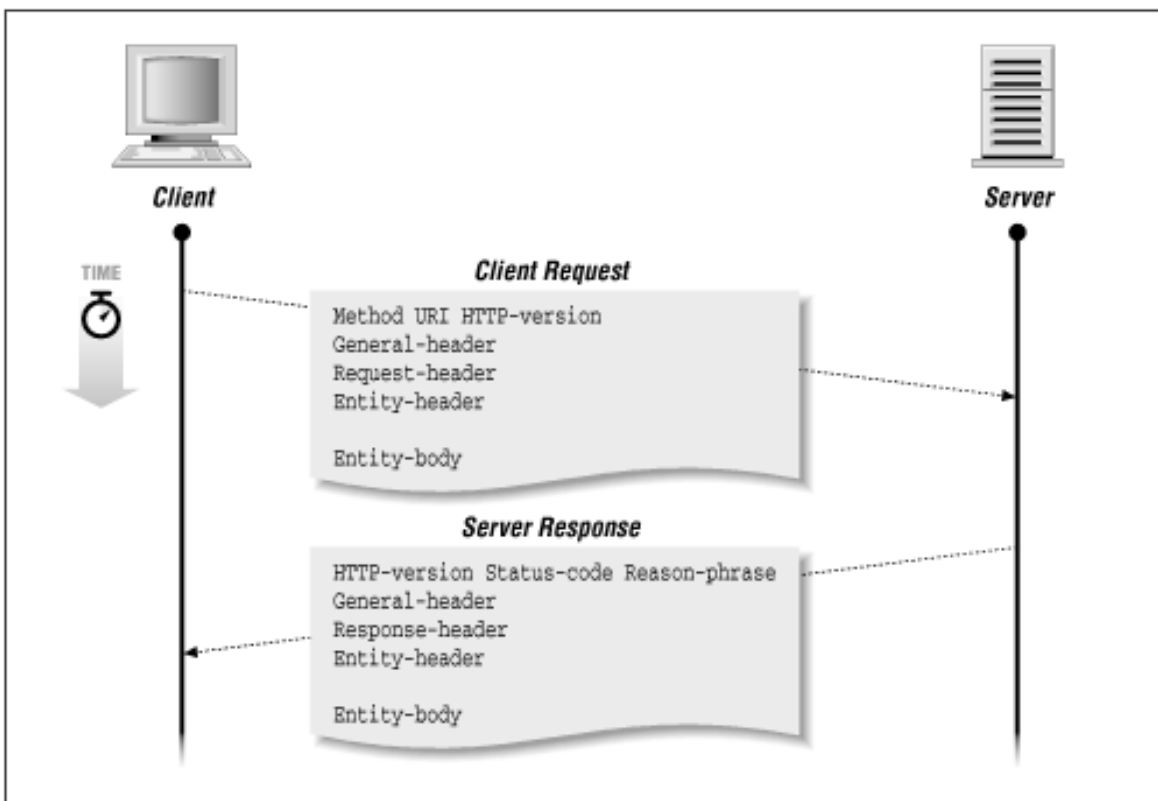 Client
Server
TIME
Client Request
Method URI HTTP-version
General-header
Request-header
Entity-header
Entity-body
Server Response
HTTP-version Status-code Reason-phrase
General-header
Response-header
Entity-header
Entity-body